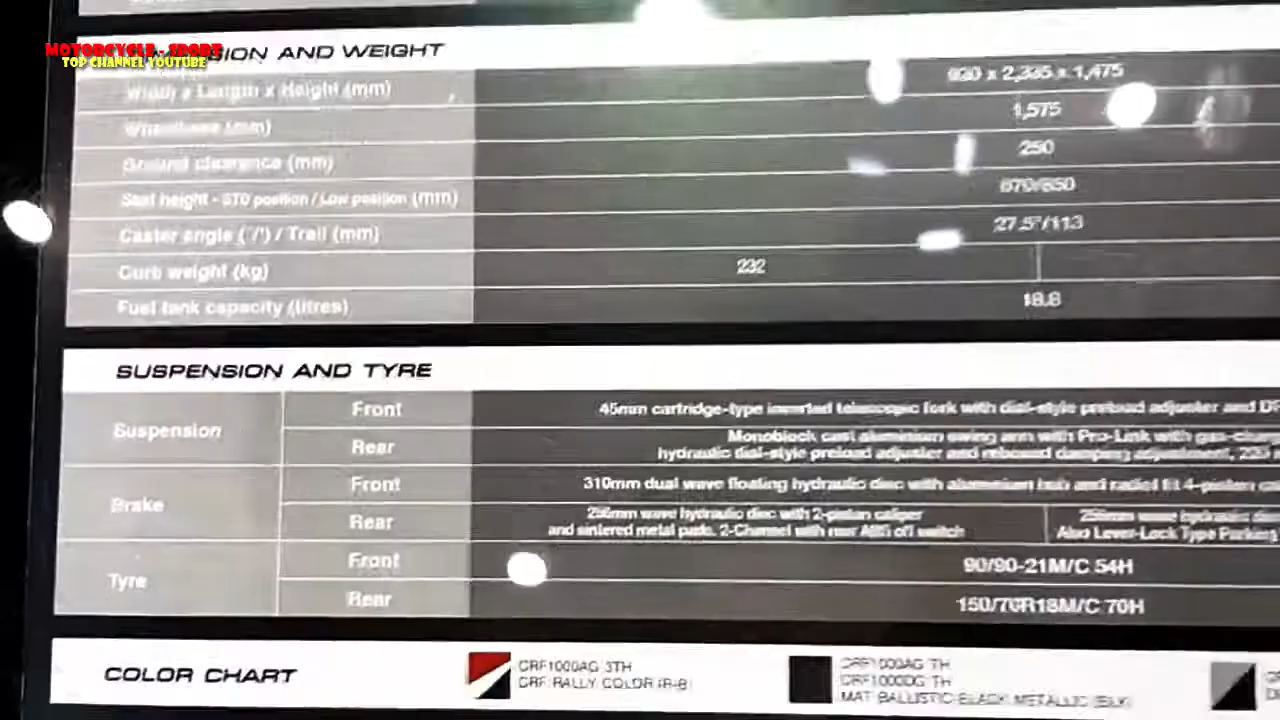 MOTORCYCLE - SPORT
TOP CHANNEL YOUTUBE
AND WEIGHT
Width x Length x Height (mm) 930 x 2,335 x 1,475
Wheelbase (mm) 1,575
Ground clearance (mm) 250
Seat height - STD position / Low position (mm) 870/850
Caster angle (°/') / Trail (mm) 27.5°/113
Curb weight (kg) 232
Fuel tank capacity (litres) 18.8
SUSPENSION AND TYRE
Suspension
Front 45mm cartridge-type inverted telescopic fork with dial-style preload adjuster and
Rear Monoblock cast aluminium swing arm with Pro-Link with
hydraulic dial-style preload adjuster and rebound damping adjustment,
Brake
Front 310mm dual wave floating hydraulic disc with aluminium hub and radial fit 4-piston
Rear 256mm wave hydraulic disc with 2-piston caliper
and sintered metal pads. 2-Channel with rear ABS off switch
256mm wave hydraulic
Also Lever-Lock Type Parking
Tyre
Front 90/90-21M/C 54H
Rear 150/70R18M/C 70H
COLOR CHART
CRF1000AG 3TH
CRF RALLY COLOR (R-B)
CRF1000AG TH
CRF1000DG TH
MAT BALLISTIC BLACK METALLIC (BLK)